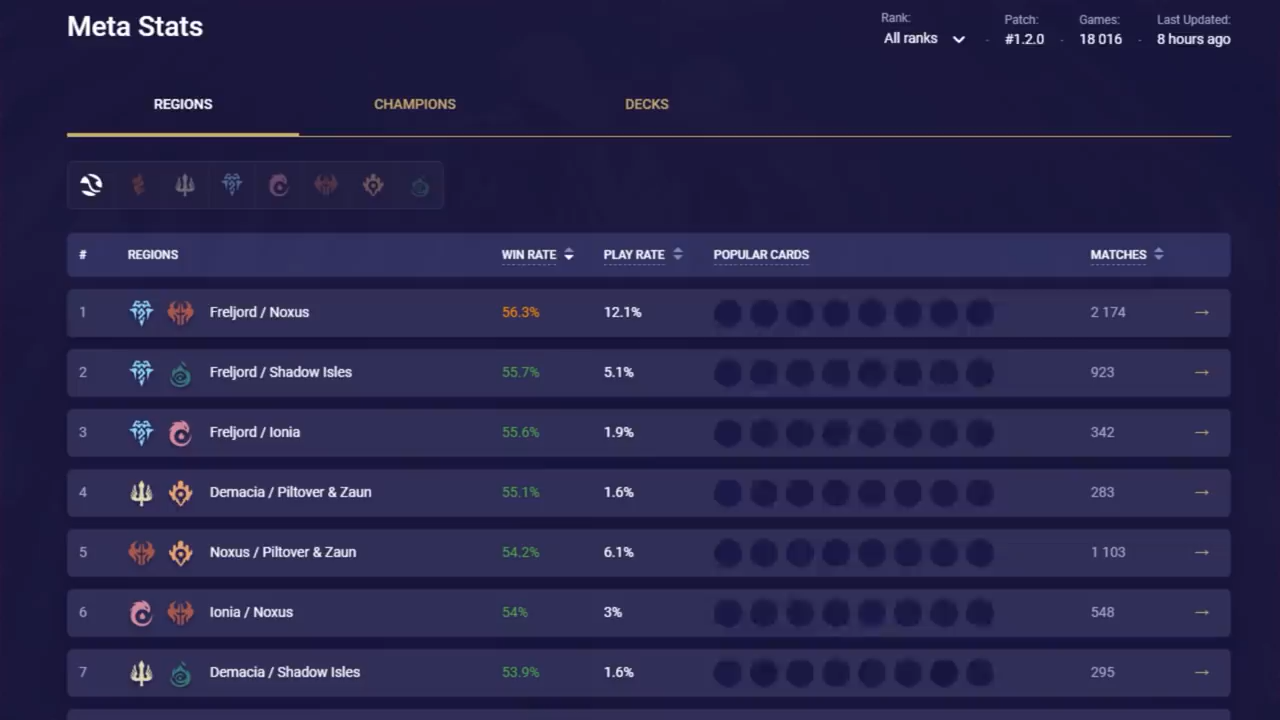 Meta Stats
Rank: Patch: Games: Last Updated:
All ranks - #1.2.0 - 18 016 - 8 hours ago
REGIONS CHAMPIONS DECKS
# REGIONS WIN RATE PLAY RATE POPULAR CARDS MATCHES
1 Freljord / Noxus 56.3% 12.1% 2 174 →
2 Freljord / Shadow Isles 55.7% 5.1% 923 →
3 Freljord / Ionia 55.6% 1.9% 342 →
4 Demacia / Piltover & Zaun 55.1% 1.6% 283 →
5 Noxus / Piltover & Zaun 54.2% 6.1% 1 103 →
6 Ionia / Noxus 54% 3% 548 →
7 Demacia / Shadow Isles 53.9% 1.6% 295 →